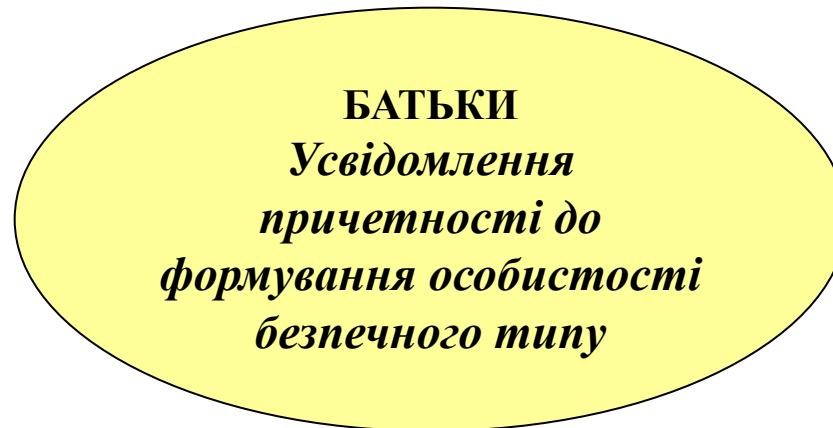 БАТЬКИ
Усвідомлення
причетності до
формування особистості
безпечного типу